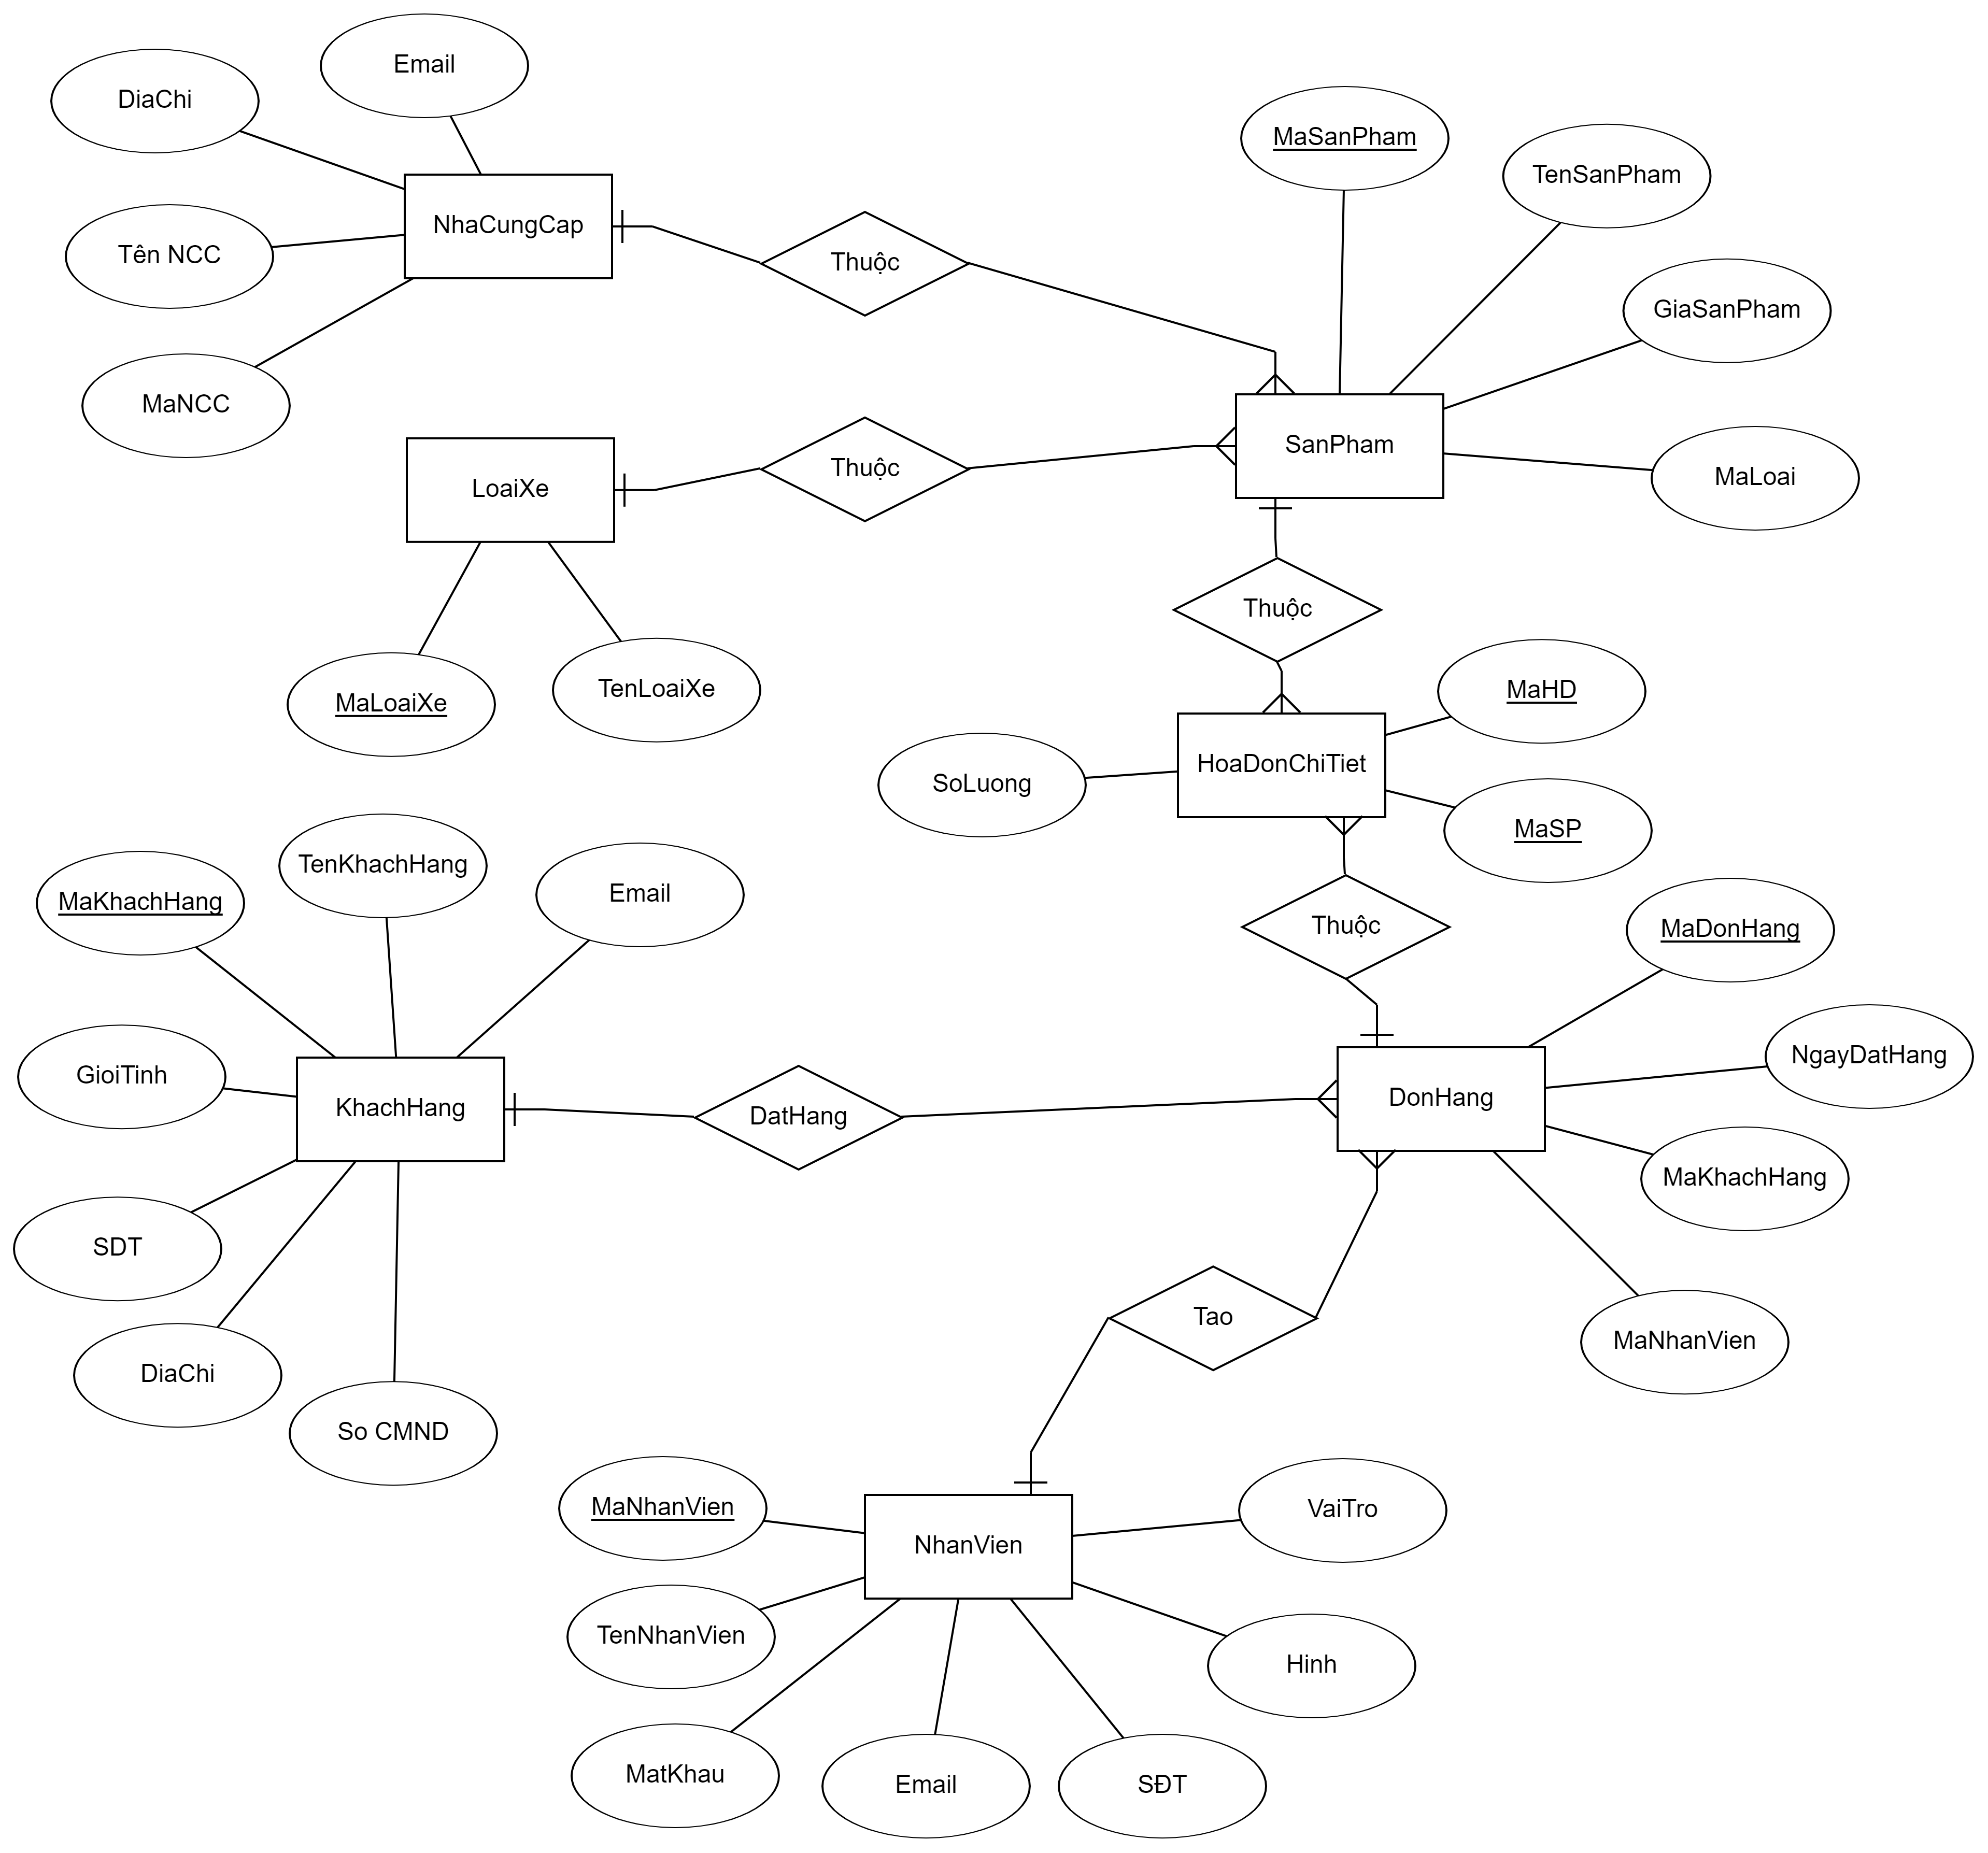 Email
DiaChi
MaSanPham
TenSanPham
NhaCungCap
Tên NCC
Thuộc
GiaSanPham
MaNCC
SanPham
Thuộc
MaLoai
LoaiXe
Thuộc
MaLoaiXe
TenLoaiXe
MaHD
HoaDonChiTiet
SoLuong
MaSP
TenKhachHang
Email
MaKhachHang
Thuộc
MaDonHang
NgayDatHang
GioiTinh
KhachHang
DatHang
DonHang
MaKhachHang
SDT
Tao
MaNhanVien
DiaChi
So CMND
MaNhanVien
VaiTro
NhanVien
TenNhanVien
Hinh
MatKhau
Email
SĐT